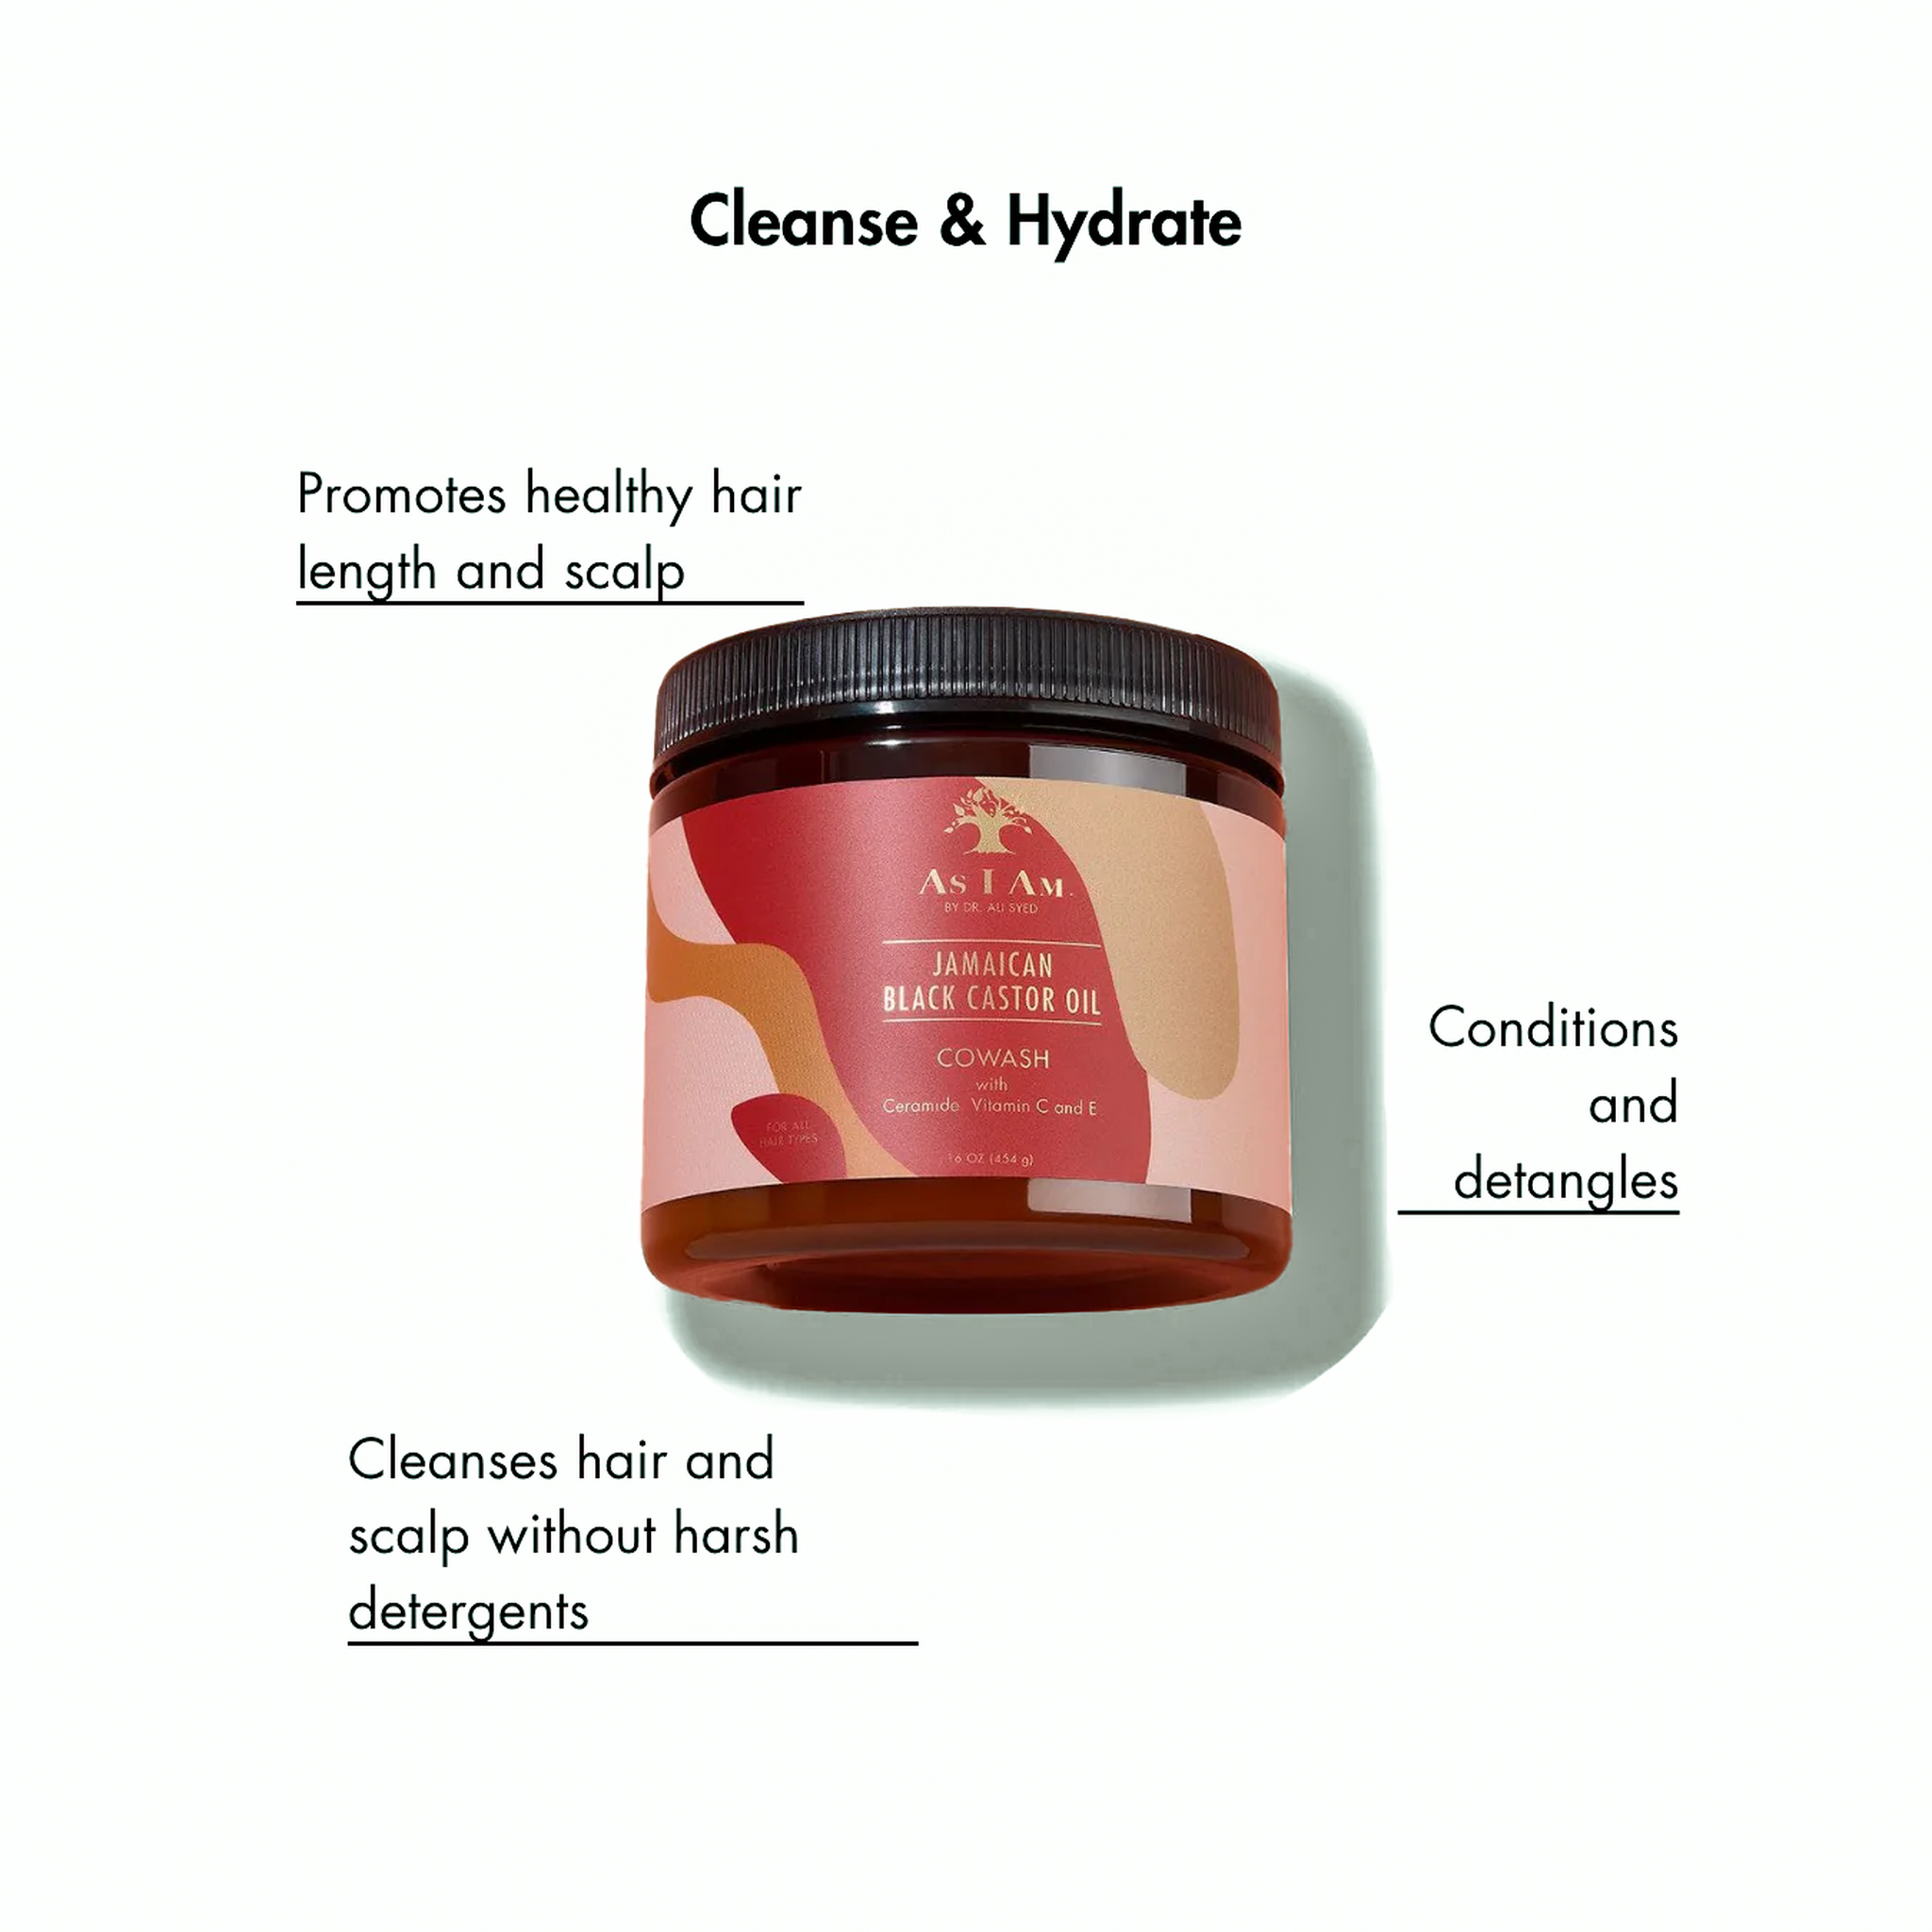 Cleanse & Hydrate
Promotes healthy hair
length and scalp
AS I AM.
BY DR. ALI SYED
JAMAICAN
BLACK CASTOR OIL
COWASH
with
Ceramide Vitamin C and E
FOR ALL
HAIR TYPES
16 OZ (454 g)
Conditions
and
detangles
Cleanses hair and
scalp without harsh
detergents